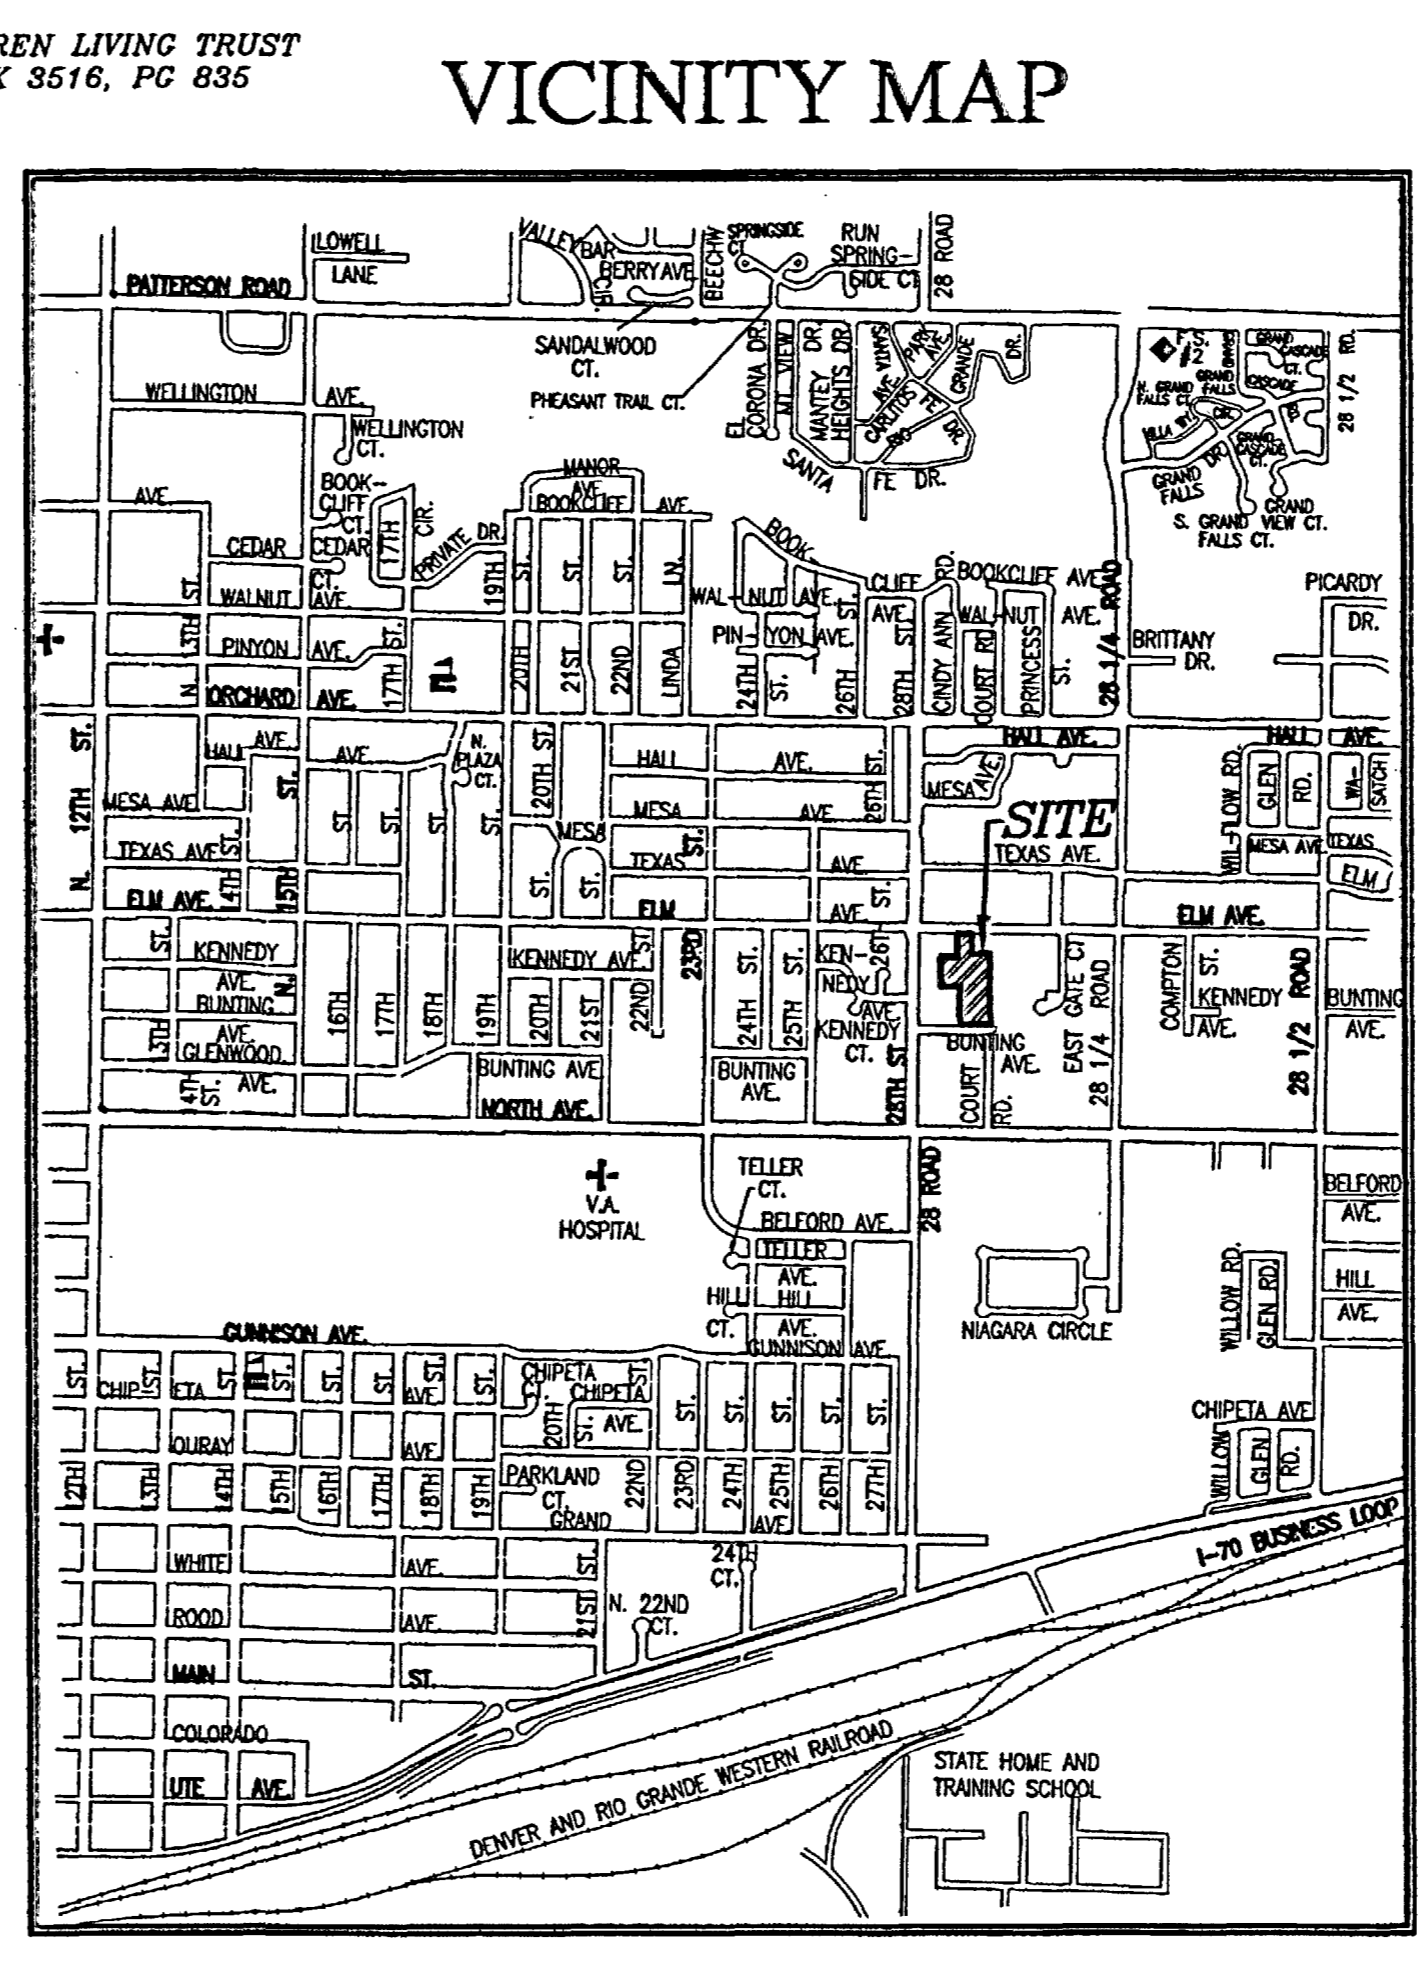 REN LIVING TRUST
K 3516, PG 835
VICINITY MAP
LOWELL
LANE
PATTERSON ROAD
VALLEY
CIR.
BAR
BERRY AVE.
BEECHW
SPRINGSIDE
CT.
RUN
SPRING-
SIDE CT
28 ROAD
SANDALWOOD
CT.
PHEASANT TRAIL CT.
EL
CORONA DR.
MT. VIEW
MANTEY
HEIGHTS DR.
DR.
SANTA
AVE.
CARLITOS
PARK
AVE
RIO
GRANDE
DR.
FE
DR.
SANTA
FE DR.
F.S.
#2
N. GRAND
FALLS CT.
GRAND
FALLS
CIR.
VILLA WY.
GRAND
FALLS
DR.
GRAND
CASCADE
CT.
CASCADE
GRAND
CASCADE
CT.
GRAND
VIEW CT.
S. GRAND
FALLS CT.
28 1/2 RD.
WELLINGTON
AVE.
WELLINGTON
CT.
MANOR
AVE
BOOKCLIFF
AVE.
BOOK-
CLIFF
CT.
17TH
CIR.
PRIVATE DR.
AVE.
CEDAR
CEDAR
CT.
19TH
ST.
ST.
ST.
LN.
BOOK-
CLIFF
AVE
RD.
BOOKCLIFF AVE.
28 1/4 ROAD
PICARDY
DR.
ST.
WALNUT
AVE.
WAL-NUT AVE.
ST.
WAL-NUT
AVE.
N. 13TH
PINYON
AVE.
17TH
ST.
PIN
YON AVE.
BRITTANY
DR.
ORCHARD
AVE.
20TH
21ST
22ND
LINDA
24TH
ST.
26TH
28TH
ST.
CINDY ANN
COURT RD.
PRINCESS
ST.
N. 12TH ST.
HALL
AVE.
AVE.
N.
PLAZA
CT.
20TH ST.
HALL
AVE.
26TH
ST.
HALL AVE.
HALL
AVE.
MESA AVE.
ST.
ST.
ST.
ST.
ST.
MESA
MESA
AVE.
MESA
AVE.
WIL-
LOW RD.
GLEN
RD.
WA-
SATCH
TEXAS AVE.
14TH
ST.
15TH
ST.
ST.
TEXAS
ST.
AVE.
SITE
TEXAS AVE.
MESA AVE.
TEXAS
ELM
ELM AVE.
ELM
AVE.
ST.
ELM AVE.
ST.
KENNEDY
AVE.
BUNTING
AVE.
GLENWOOD
AVE.
N.
13TH
14TH
ST.
16TH
17TH
18TH
19TH
KENNEDY AVE.
20TH
21ST
22ND
ST
23RD
24TH
ST.
25TH
ST.
KEN-
NEDY
AVE.
26TH
KENNEDY
CT.
28TH ST
BUNTING
AVE.
COURT
RD.
EAST GATE CT
28 1/4 ROAD
COMPTON
ST.
KENNEDY
AVE.
28 1/2 ROAD
BUNTING
AVE.
BUNTING AVE
NORTH AVE.
BUNTING
AVE.
V.A.
HOSPITAL
TELLER
CT.
BELFORD AVE.
TELLER
AVE.
HILL
CT.
HILL
AVE.
GUNNISON
AVE.
28 ROAD
NIAGARA CIRCLE
WILLOW RD.
GLEN RD.
BELFORD
AVE.
HILL
AVE.
GUNNISON AVE.
ST.
CHIP
ST.
ETA
ST.
ST.
ST.
ST.
AVE
ST.
ST.
CHIPETA
CT.
CHIPETA
AVE.
20TH
ST.
ST.
ST.
ST.
ST.
ST.
ST.
OURAY
AVE.
CHIPETA AVE
WILLOW
GLEN
RD.
12TH
13TH
14TH
15TH
16TH
17TH
18TH
19TH
PARKLAND
CT.
GRAND
AVE.
22ND
23RD
24TH
25TH
26TH
27TH
I-70 BUSINESS LOOP
WHITE
AVE.
21ST
ST.
24TH
CT.
ROOD
AVE.
N. 22ND
CT.
MAIN
ST.
COLORADO
UTE
AVE.
DENVER AND RIO GRANDE WESTERN RAILROAD
STATE HOME AND
TRAINING SCHOOL